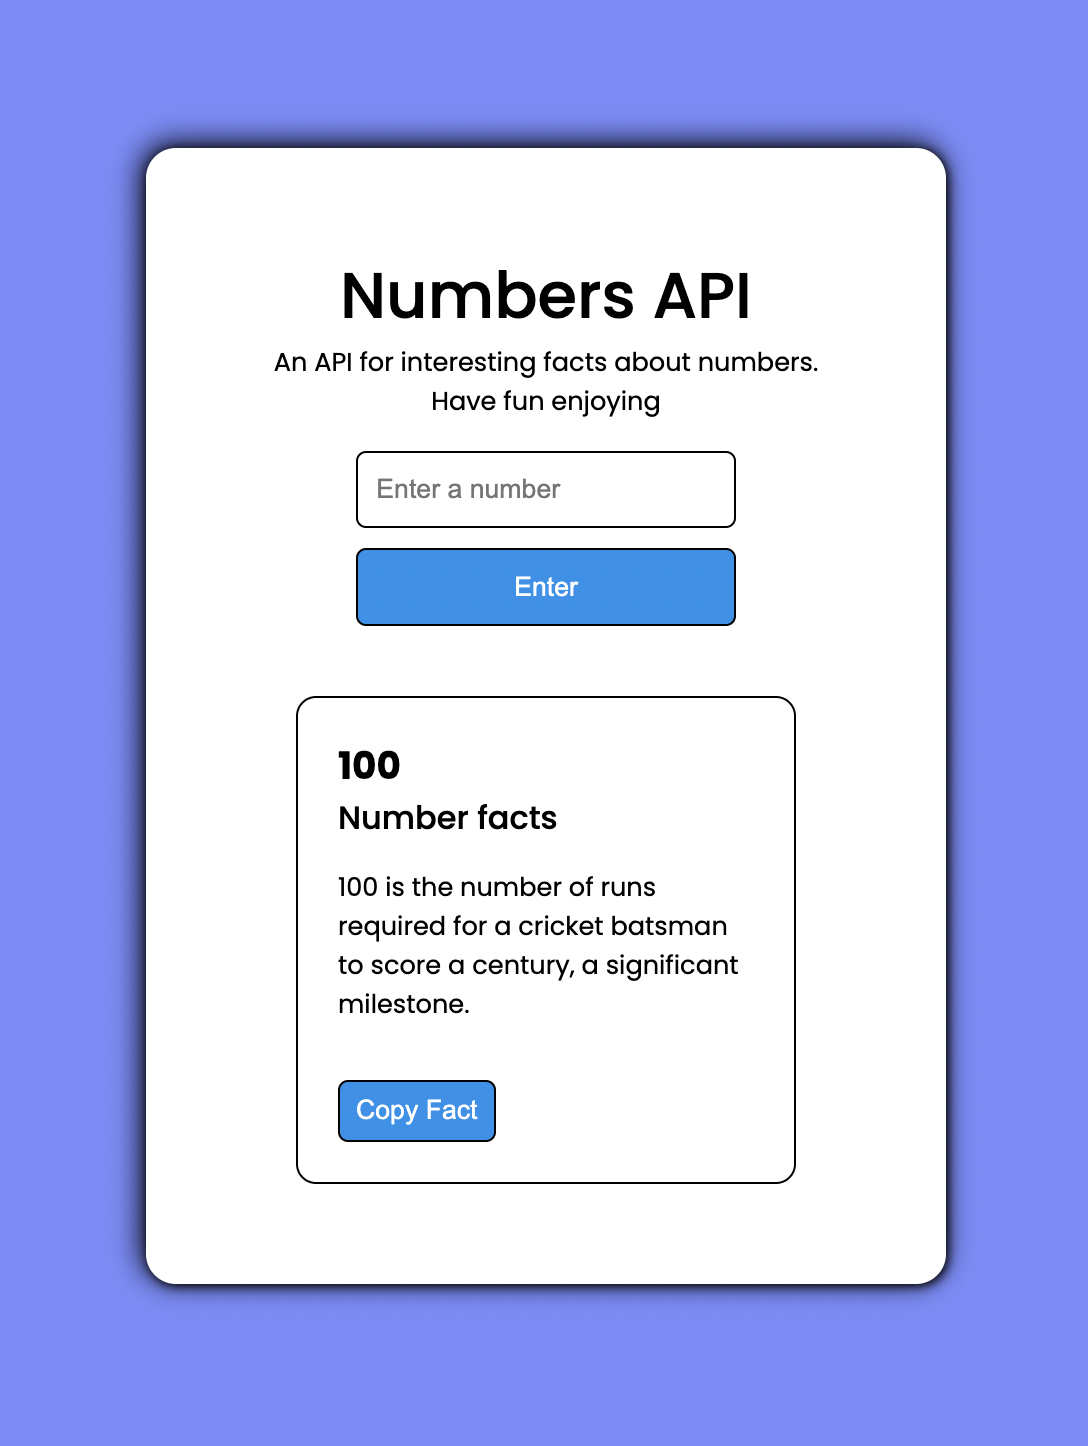 Numbers API
An API for interesting facts about numbers.
Have fun enjoying
Enter a number
Enter
100
Number facts
100 is the number of runs
required for a cricket batsman
to score a century, a significant
milestone.
Copy Fact